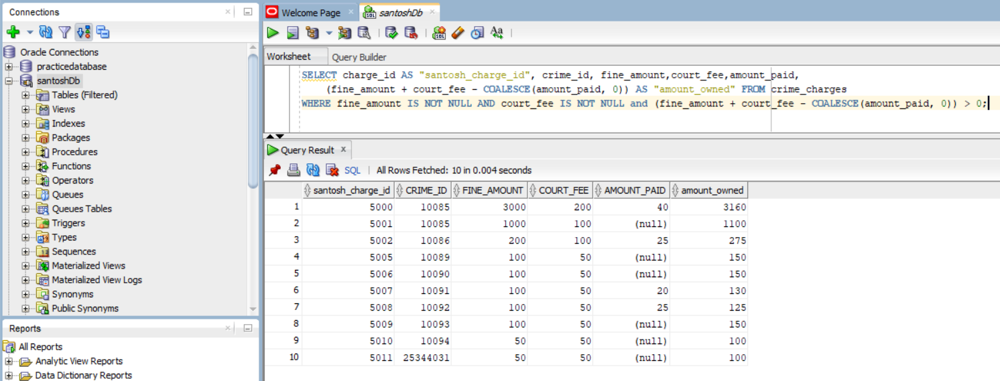 Connections
Oracle Connections
practicedatabase
santoshDb
Tables (Filtered)
Views
Indexes
Packages
Procedures
Functions
Operators
Queues
Queues Tables
Triggers
Types
Sequences
Materialized Views
Materialized View Logs
Synonyms
Public Synonyms
Reports
All Reports
Analytic View Reports
Data Dictionary Reports
Welcome Page santoshDb
Worksheet Query Builder
SELECT charge_id AS "santosh_charge_id", crime_id, fine_amount,court_fee,amount_paid,
(fine_amount + court_fee - COALESCE(amount_paid, 0)) AS "amount_owned" FROM crime_charges
WHERE fine_amount IS NOT NULL AND court_fee IS NOT NULL and (fine_amount + court_fee - COALESCE(amount_paid, 0)) > 0;
Query Result x
SQL | All Rows Fetched: 10 in 0.004 seconds
santosh_charge_id CRIME_ID FINE_AMOUNT COURT_FEE AMOUNT_PAID amount_owned
1 5000 10085 3000 200 40 3160
2 5001 10085 1000 100 (null) 1100
3 5002 10086 200 100 25 275
4 5005 10089 100 50 (null) 150
5 5006 10090 100 50 (null) 150
6 5007 10091 100 50 20 130
7 5008 10092 100 50 25 125
8 5009 10093 100 50 (null) 150
9 5010 10094 50 50 (null) 100
10 5011 25344031 50 50 (null) 100